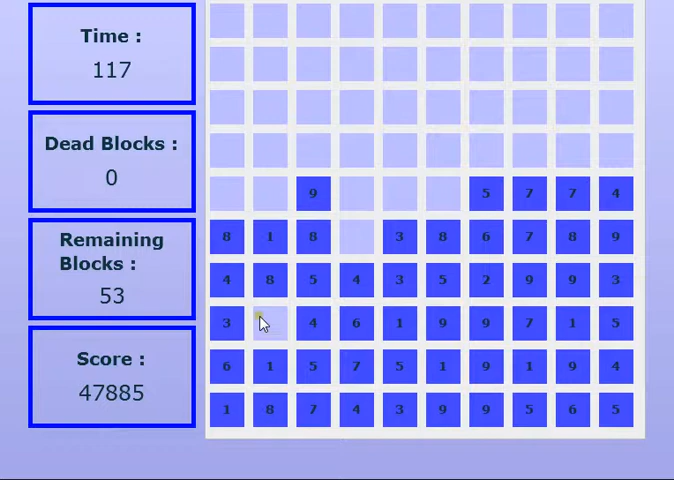 Time :
117
Dead Blocks :
0
Remaining
Blocks :
53
Score :
47885
9 5 7 7 4
8 1 8 3 8 6 7 8 9
4 8 5 4 3 5 2 9 9 3
3 4 6 1 9 9 7 1 5
6 1 5 7 5 1 9 1 9 4
1 8 7 4 3 9 9 5 6 5